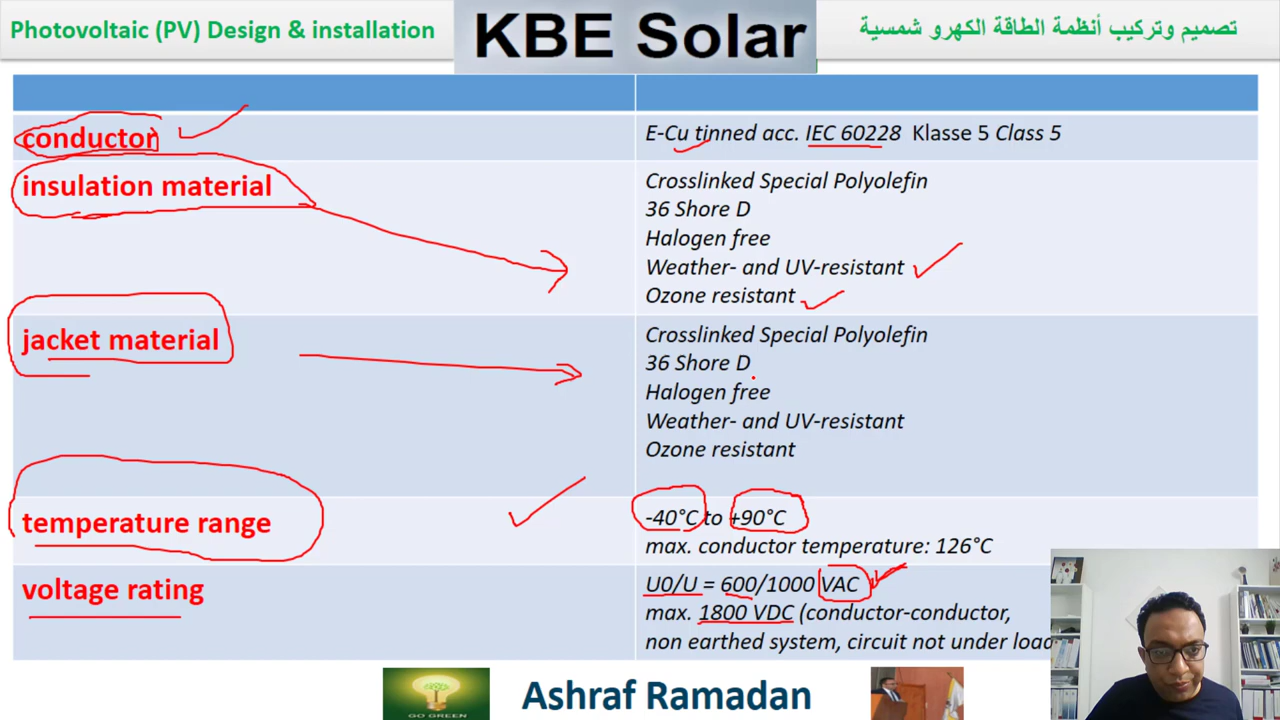 Photovoltaic (PV) Design & installation
KBE Solar
تصميم وتركيب أنظمة الطاقة الكهرو شمسية
conductor
E-Cu tinned acc. IEC 60228 Klasse 5 Class 5
insulation material
Crosslinked Special Polyolefin
36 Shore D
Halogen free
Weather- and UV-resistant
Ozone resistant
jacket material
Crosslinked Special Polyolefin
36 Shore D
Halogen free
Weather- and UV-resistant
Ozone resistant
temperature range
-40°C to +90°C
max. conductor temperature: 126°C
voltage rating
U0/U = 600/1000 VAC
max. 1800 VDC (conductor-conductor,
non earthed system, circuit not under load
GO GREEN
Ashraf Ramadan